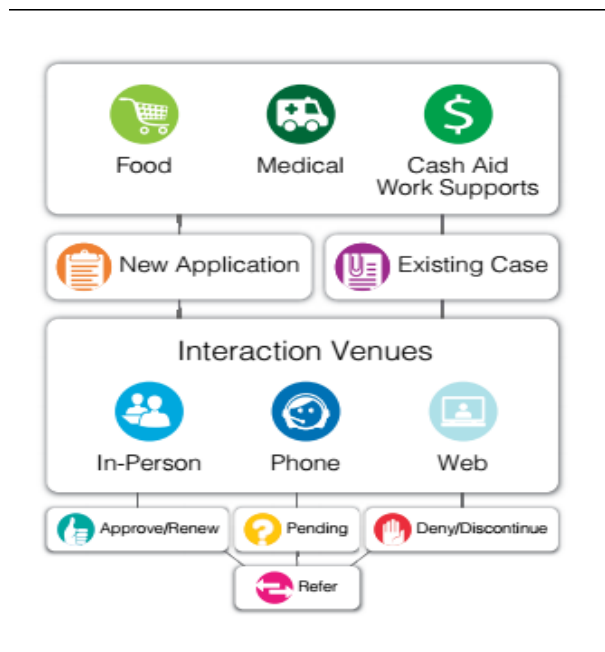 Food
Medical
Cash Aid
Work Supports
New Application
Existing Case
Interaction Venues
In-Person
Phone
Web
Approve/Renew
Pending
Deny/Discontinue
Refer